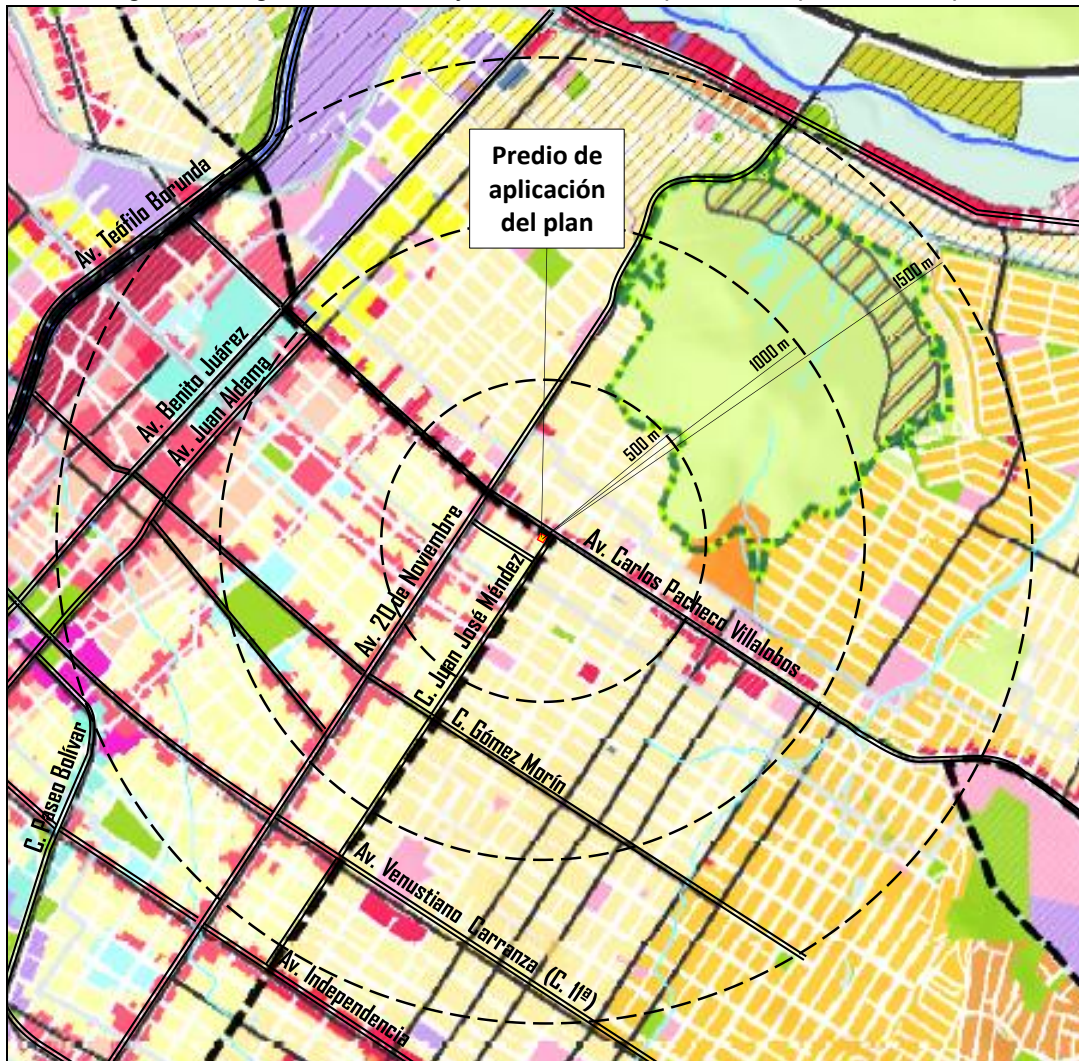 Predio de
aplicación
del plan
Av. Teófilo Borunda
1500 m
1000 m
Av. Benito Juárez
Av. Juan Aldama
500 m
Av. 20 de Noviembre
C. Juan José Méndez
Av. Carlos Pacheco Villalobos
C. Gómez Morín
C. Paseo Bolívar
Av. Venustiano Carranza (C. 11ª)
Av. Independencia